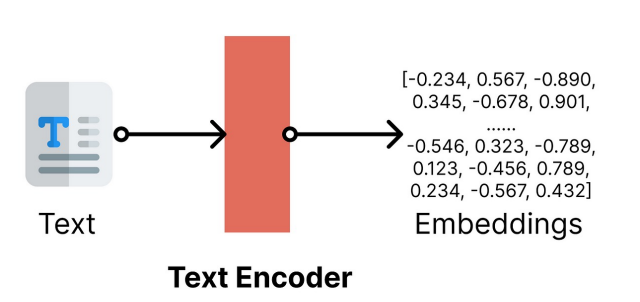 T
[-0.234, 0.567, -0.890,
0.345, -0.678, 0.901,
......
-0.546, 0.323, -0.789,
0.123, -0.456, 0.789,
0.234, -0.567, 0.432]
Text
Embeddings
Text Encoder